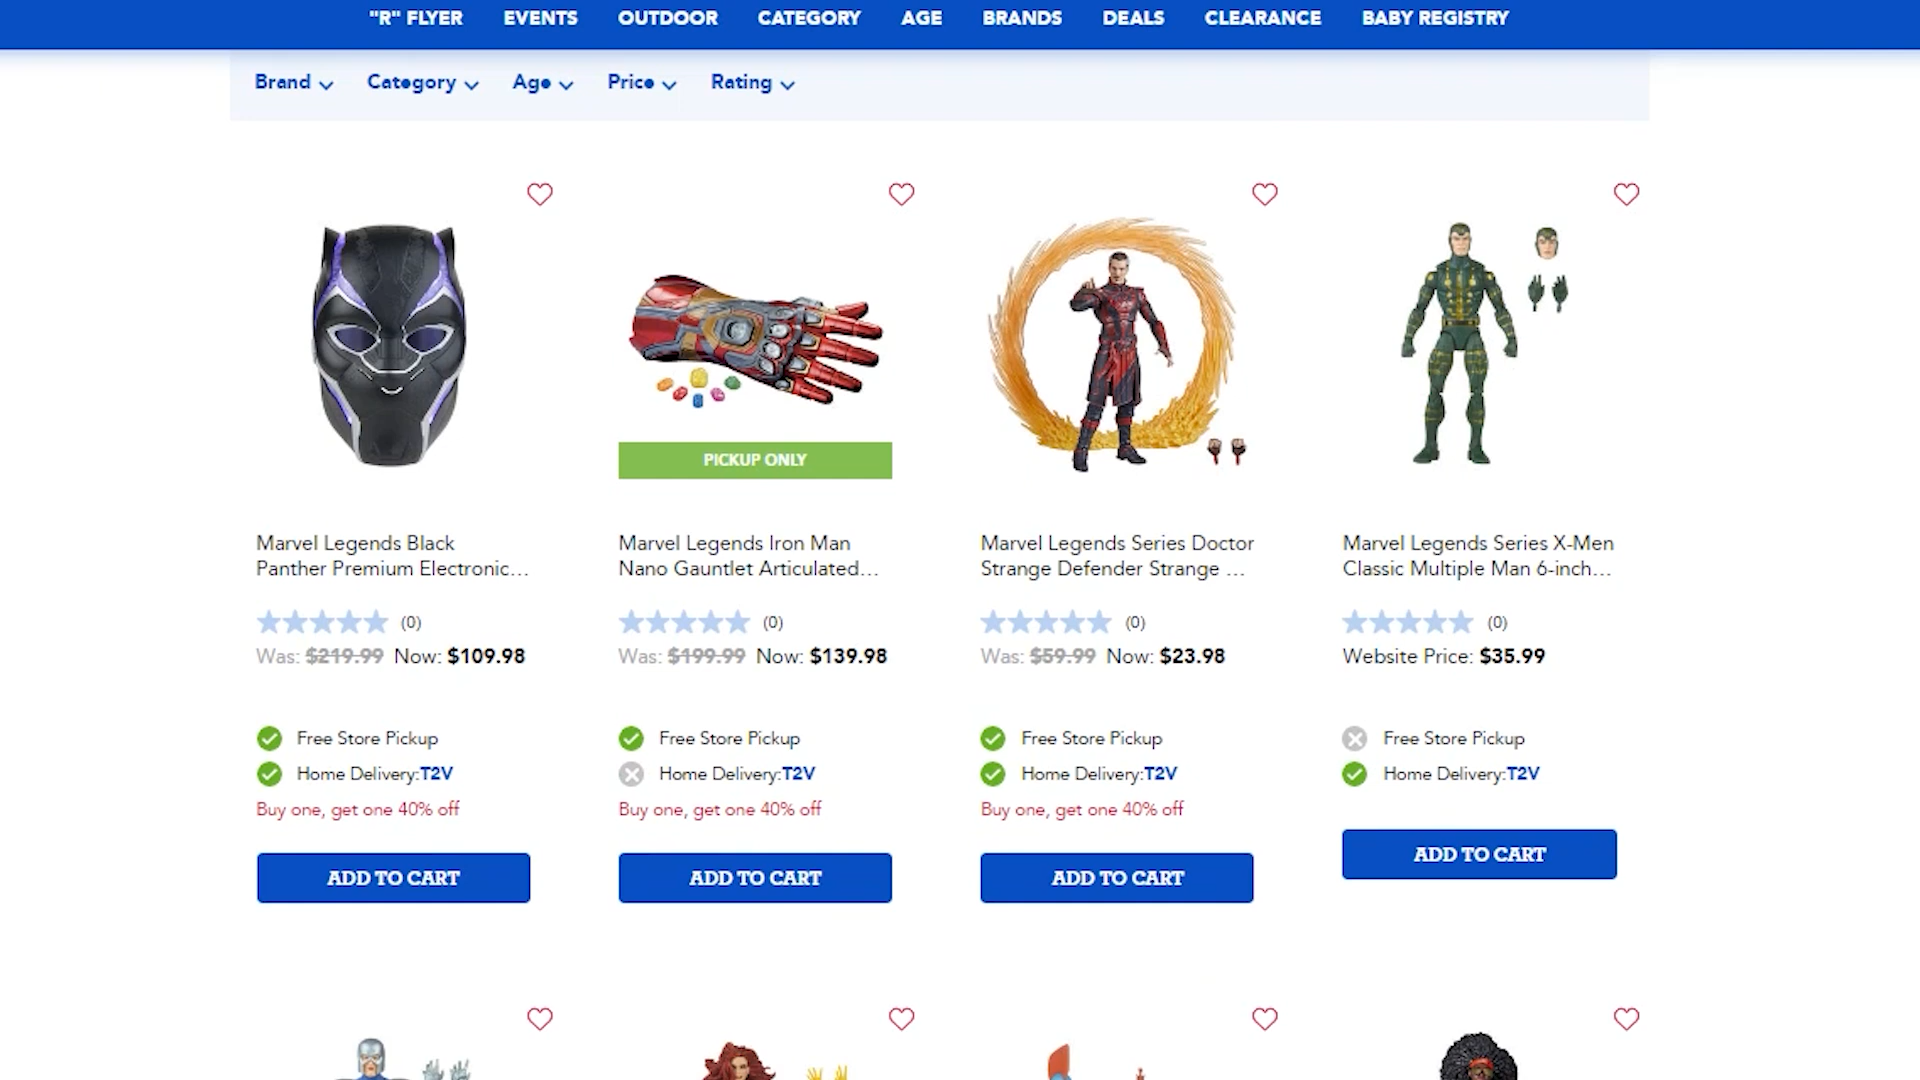 "R" FLYER EVENTS OUTDOOR CATEGORY AGE BRANDS DEALS CLEARANCE BABY REGISTRY
Brand Category Age Price Rating
PICKUP ONLY
Marvel Legends Black
Panther Premium Electronic...
(0)
Was: $219.99 Now: $109.98
Free Store Pickup
Home Delivery:T2V
Buy one, get one 40% off
ADD TO CART
Marvel Legends Iron Man
Nano Gauntlet Articulated...
(0)
Was: $199.99 Now: $139.98
Free Store Pickup
Home Delivery:T2V
Buy one, get one 40% off
ADD TO CART
Marvel Legends Series Doctor
Strange Defender Strange ...
(0)
Was: $59.99 Now: $23.98
Free Store Pickup
Home Delivery:T2V
Buy one, get one 40% off
ADD TO CART
Marvel Legends Series X-Men
Classic Multiple Man 6-inch...
(0)
Website Price: $35.99
Free Store Pickup
Home Delivery:T2V
ADD TO CART